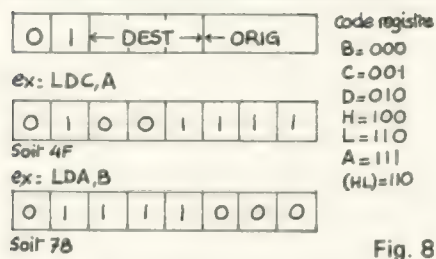 0 1 ← DEST → ← ORIG
ex: LDC,A
0 1 0 0 1 1 1 1
Soit 4F
ex: LDA,B
0 1 1 1 1 0 0 0
Soit 78
code registre
B=000
C=001
D=010
H=100
L=110
A=111
(HL)=110
Fig. 8